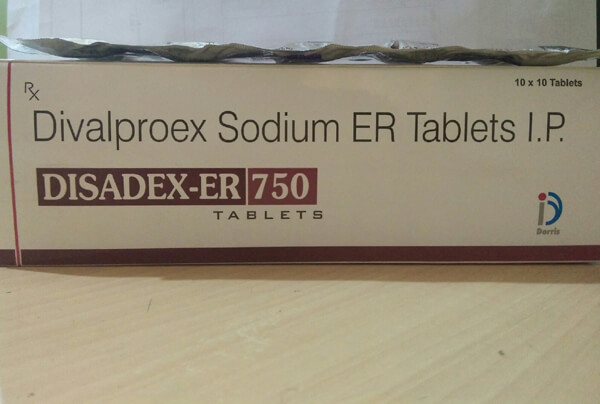 Rx
10 x 10 Tablets
Divalproex Sodium ER Tablets I.P.
DISADEX-ER 750
TABLETS
Dorris